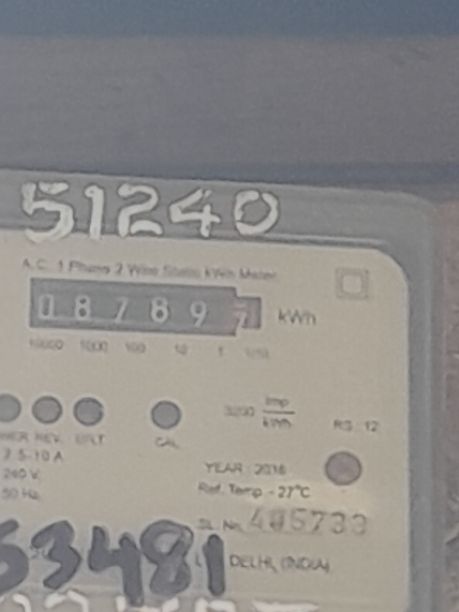 51240
A.C. 1 Phase 2 Wire Static kWh Meter
0 8 7 8 9 7 kWh
10000 1000 100 10 1 1/10
3200 imp/kWh
REV. CAL RS : 12
7.5-10 A
240 V. YEAR : 2016
50 Hz. Ref. Temp. - 27°C
SL No. 405733
63481 DELHI, (INDIA)